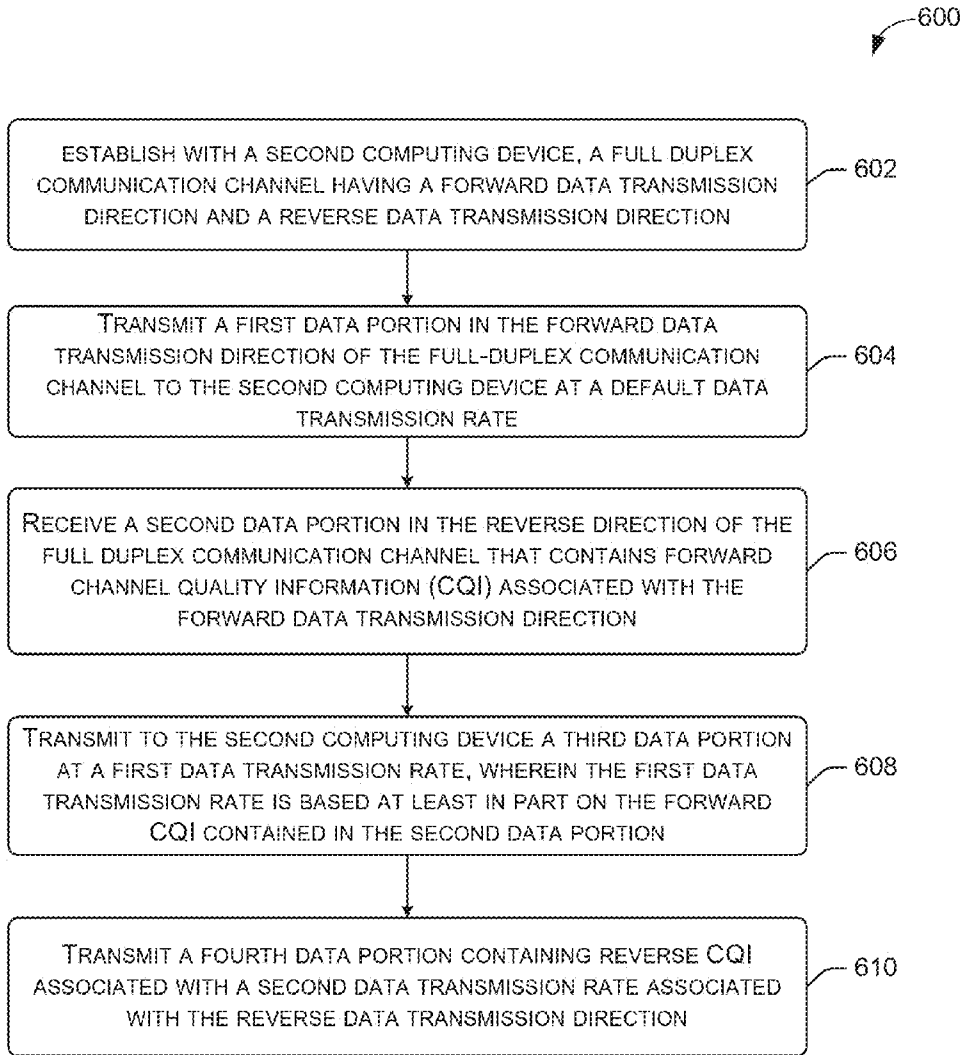 600
ESTABLISH WITH A SECOND COMPUTING DEVICE, A FULL DUPLEX
COMMUNICATION CHANNEL HAVING A FORWARD DATA TRANSMISSION
DIRECTION AND A REVERSE DATA TRANSMISSION DIRECTION
602
TRANSMIT A FIRST DATA PORTION IN THE FORWARD DATA
TRANSMISSION DIRECTION OF THE FULL-DUPLEX COMMUNICATION
CHANNEL TO THE SECOND COMPUTING DEVICE AT A DEFAULT DATA
TRANSMISSION RATE
604
RECEIVE A SECOND DATA PORTION IN THE REVERSE DIRECTION OF THE
FULL DUPLEX COMMUNICATION CHANNEL THAT CONTAINS FORWARD
CHANNEL QUALITY INFORMATION (CQI) ASSOCIATED WITH THE
FORWARD DATA TRANSMISSION DIRECTION
606
TRANSMIT TO THE SECOND COMPUTING DEVICE A THIRD DATA PORTION
AT A FIRST DATA TRANSMISSION RATE, WHEREIN THE FIRST DATA
TRANSMISSION RATE IS BASED AT LEAST IN PART ON THE FORWARD
CQI CONTAINED IN THE SECOND DATA PORTION
608
TRANSMIT A FOURTH DATA PORTION CONTAINING REVERSE CQI
ASSOCIATED WITH A SECOND DATA TRANSMISSION RATE ASSOCIATED
WITH THE REVERSE DATA TRANSMISSION DIRECTION
610